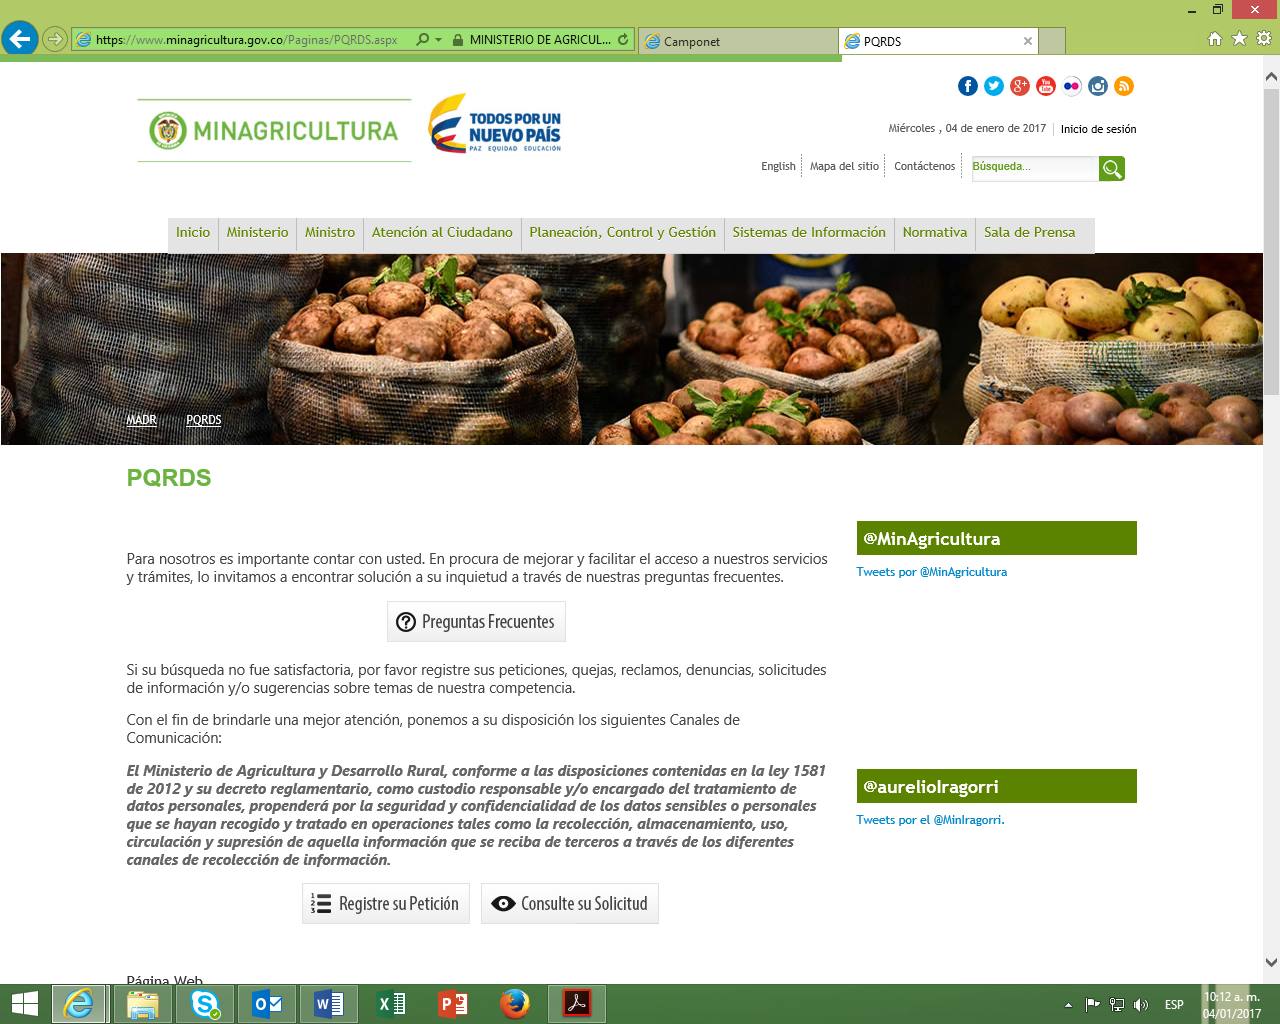 https://www.minagricultura.gov.co/Paginas/PQRDS.aspx
MINISTERIO DE AGRICUL...
Camponet
PQRDS
MINAGRICULTURA
TODOS POR UN
NUEVO PAÍS
PAZ EQUIDAD EDUCACIÓN
Miércoles , 04 de enero de 2017
Inicio de sesión
English
Mapa del sitio
Contáctenos
Búsqueda...
Inicio
Ministerio
Ministro
Atención al Ciudadano
Planeación, Control y Gestión
Sistemas de Información
Normativa
Sala de Prensa
MADR
PQRDS
PQRDS
Para nosotros es importante contar con usted. En procura de mejorar y facilitar el acceso a nuestros servicios
y trámites, lo invitamos a encontrar solución a su inquietud a través de nuestras preguntas frecuentes.
Preguntas Frecuentes
Si su búsqueda no fue satisfactoria, por favor registre sus peticiones, quejas, reclamos, denuncias, solicitudes
de información y/o sugerencias sobre temas de nuestra competencia.
Con el fin de brindarle una mejor atención, ponemos a su disposición los siguientes Canales de
Comunicación:
El Ministerio de Agricultura y Desarrollo Rural, conforme a las disposiciones contenidas en la ley 1581
de 2012 y su decreto reglamentario, como custodio responsable y/o encargado del tratamiento de
datos personales, propenderá por la seguridad y confidencialidad de los datos sensibles o personales
que se hayan recogido y tratado en operaciones tales como la recolección, almacenamiento, uso,
circulación y supresión de aquella información que se reciba de terceros a través de los diferentes
canales de recolección de información.
Registre su Petición
Consulte su Solicitud
Página Web
@MinAgricultura
Tweets por @MinAgricultura
@aurelioIragorri
Tweets por el @MinIragorri.
ESP
10:12 a. m.
04/01/2017